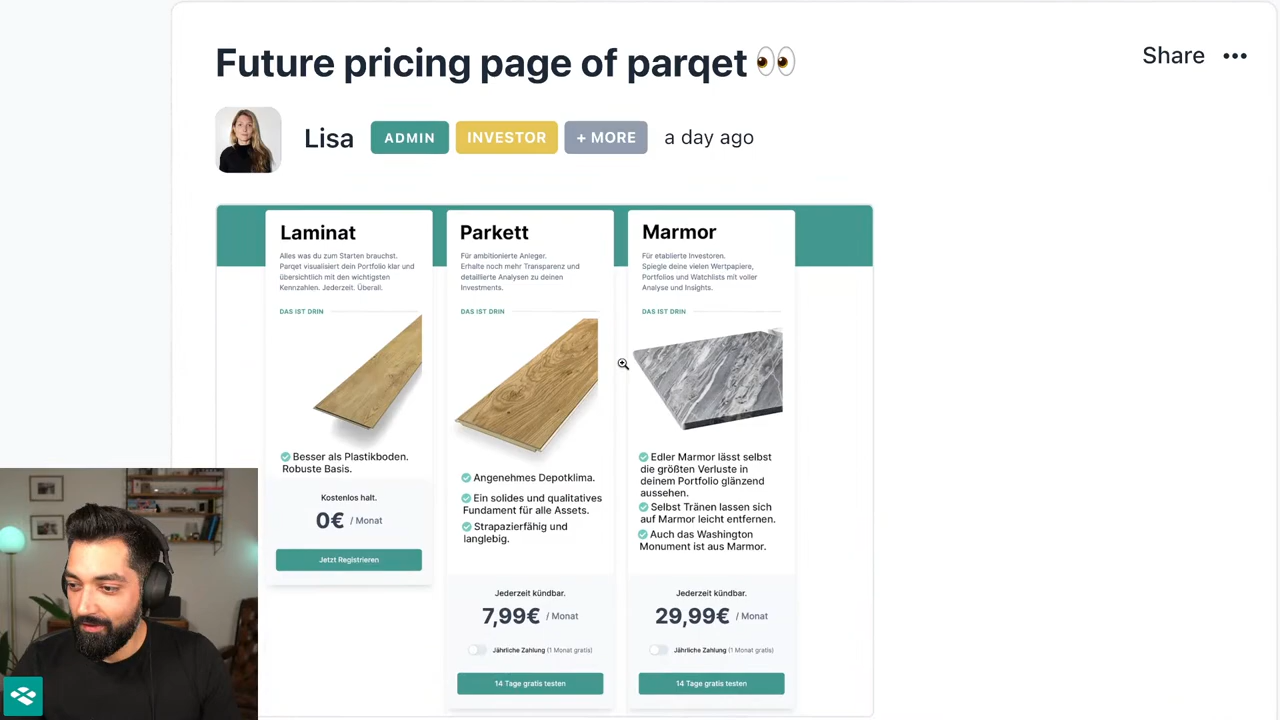 Future pricing page of parqet 👀
Share
Lisa
ADMIN
INVESTOR
+ MORE
a day ago
Laminat
Alles was du zum Starten brauchst.
Parqet visualisiert dein Portfolio klar und
übersichtlich mit den wichtigsten
Kennzahlen. Jederzeit. Überall.
DAS IST DRIN
Besser als Plastikboden.
Robuste Basis.
Kostenlos halt.
0€ / Monat
Jetzt Registrieren
Parkett
Für ambitionierte Anleger.
Erhalte noch mehr Transparenz und
detaillierte Analysen zu deinen
Investments.
DAS IST DRIN
Angenehmes Depotklima.
Ein solides und qualitatives
Fundament für alle Assets.
Strapazierfähig und
langlebig.
Jederzeit kündbar.
7,99€ / Monat
Jährliche Zahlung (1 Monat gratis)
14 Tage gratis testen
Marmor
Für etablierte Investoren.
Spiegle deine vielen Wertpapiere,
Portfolios und Watchlists mit voller
Analyse und Insights.
DAS IST DRIN
Edler Marmor lässt selbst
die größten Verluste in
deinem Portfolio glänzend
aussehen.
Selbst Tränen lassen sich
auf Marmor leicht entfernen.
Auch das Washington
Monument ist aus Marmor.
Jederzeit kündbar.
29,99€ / Monat
Jährliche Zahlung (1 Monat gratis)
14 Tage gratis testen